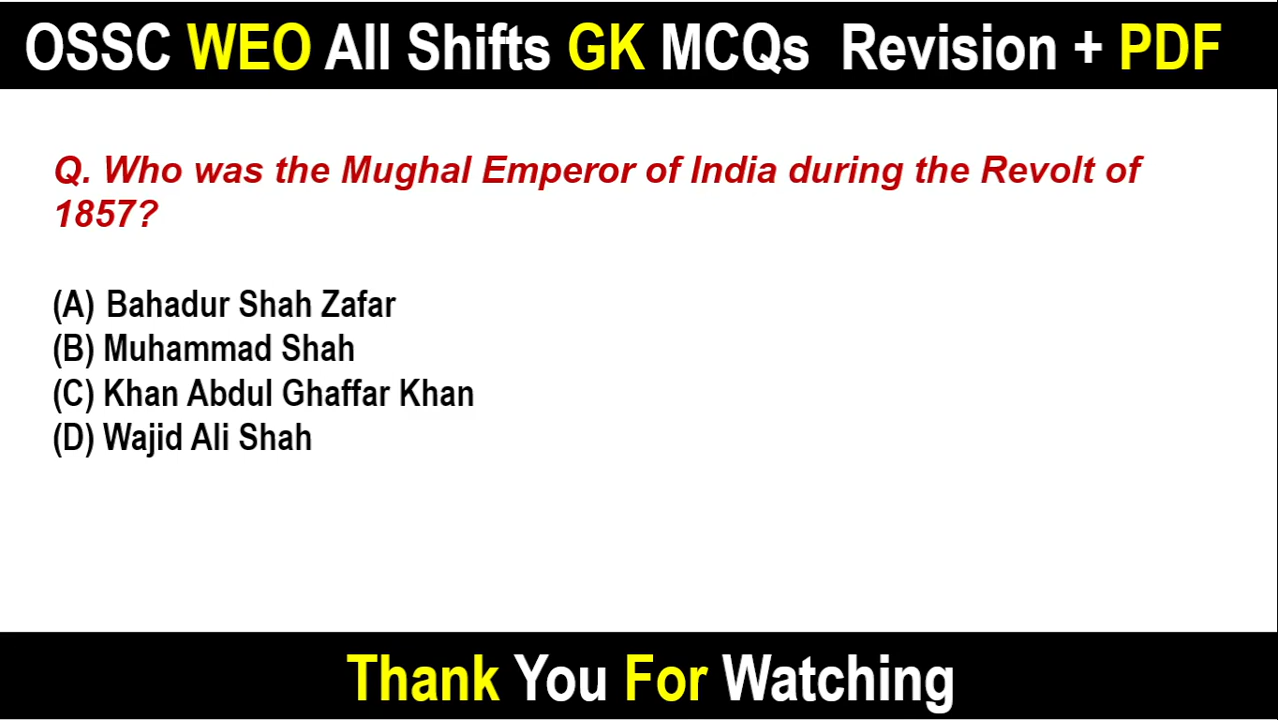 OSSC WEO All Shifts GK MCQs Revision + PDF
Q. Who was the Mughal Emperor of India during the Revolt of
1857?
(A) Bahadur Shah Zafar
(B) Muhammad Shah
(C) Khan Abdul Ghaffar Khan
(D) Wajid Ali Shah
Thank You For Watching